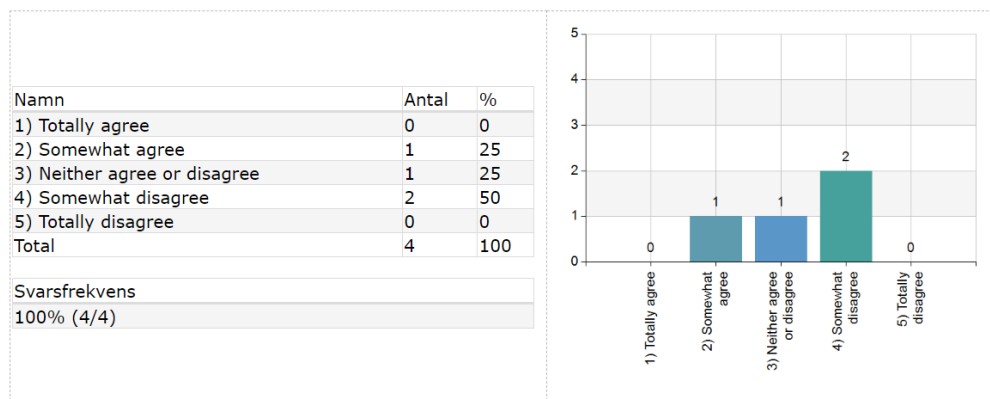 Namn Antal %
1) Totally agree 0 0
2) Somewhat agree 1 25
3) Neither agree or disagree 1 25
4) Somewhat disagree 2 50
5) Totally disagree 0 0
Total 4 100
Svarsfrekvens
100% (4/4)
5
4
3
2
1
0
0
1
1
2
0
1) Totally agree
2) Somewhat
agree
3) Neither agree
or disagree
4) Somewhat
disagree
5) Totally
disagree